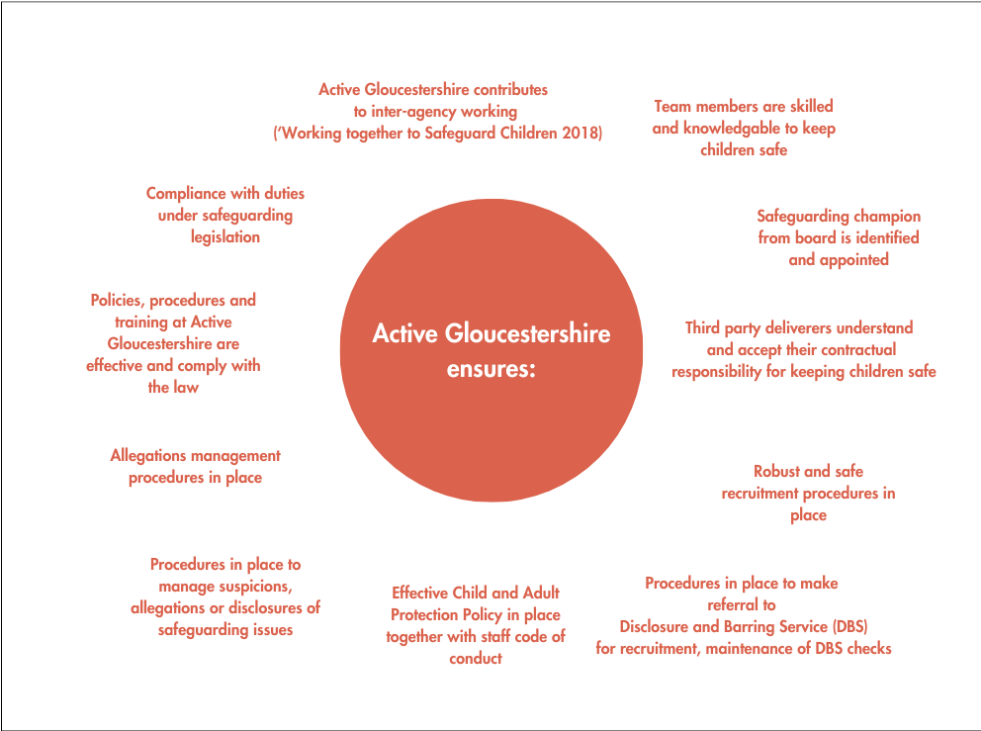 Active Gloucestershire contributes
to inter-agency working
('Working together to Safeguard Children 2018)
Team members are skilled
and knowledgable to keep
children safe
Compliance with duties
under safeguarding
legislation
Safeguarding champion
from board is identified
and appointed
Policies, procedures and
training at Active
Gloucestershire are
effective and comply with
the law
Active Gloucestershire
ensures:
Third party deliverers understand
and accept their contractual
responsibility for keeping children safe
Allegations management
procedures in place
Robust and safe
recruitment procedures in
place
Procedures in place to
manage suspicions,
allegations or disclosures of
safeguarding issues
Effective Child and Adult
Protection Policy in place
together with staff code of
conduct
Procedures in place to make
referral to
Disclosure and Barring Service (DBS)
for recruitment, maintenance of DBS checks